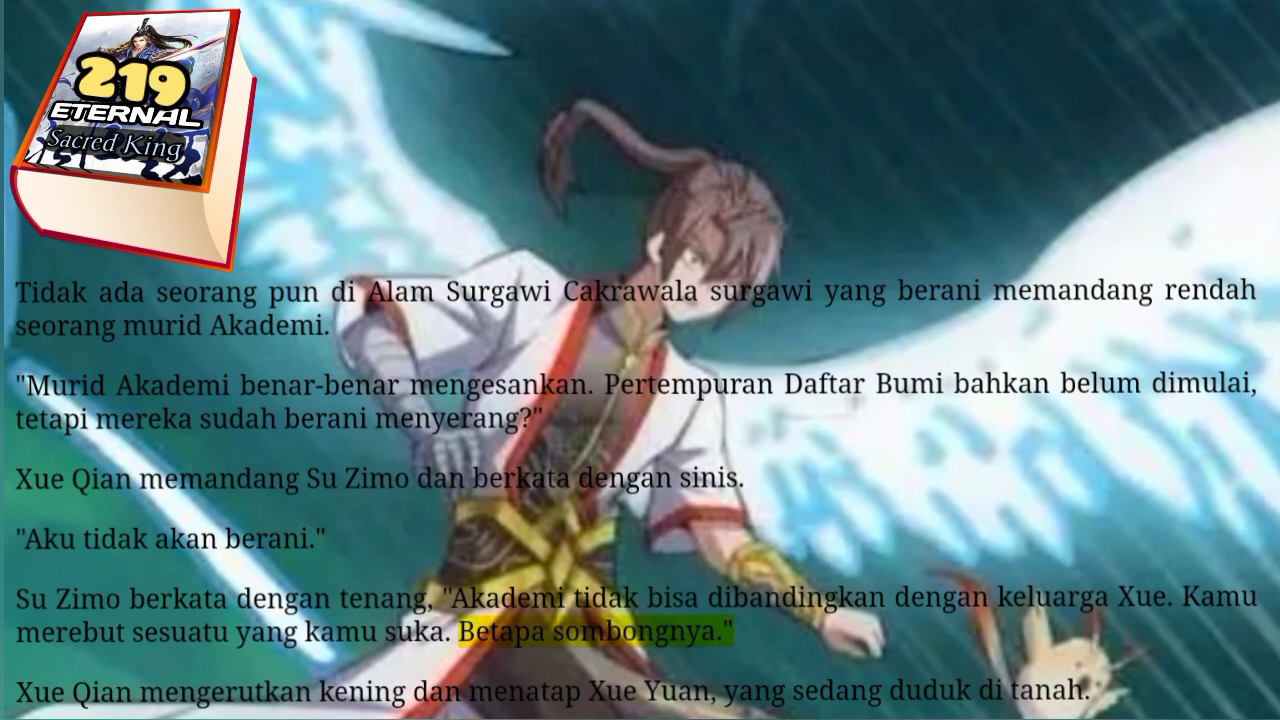 219
ETERNAL
Sacred King
Tidak ada seorang pun di Alam Surgawi Cakrawala surgawi yang berani memandang rendah
seorang murid Akademi.
"Murid Akademi benar-benar mengesankan. Pertempuran Daftar Bumi bahkan belum dimulai,
tetapi mereka sudah berani menyerang?"
Xue Qian memandang Su Zimo dan berkata dengan sinis.
"Aku tidak akan berani."
Su Zimo berkata dengan tenang, "Akademi tidak bisa dibandingkan dengan keluarga Xue. Kamu
merebut sesuatu yang kamu suka. Betapa sombongnya."
Xue Qian mengerutkan kening dan menatap Xue Yuan, yang sedang duduk di tanah.